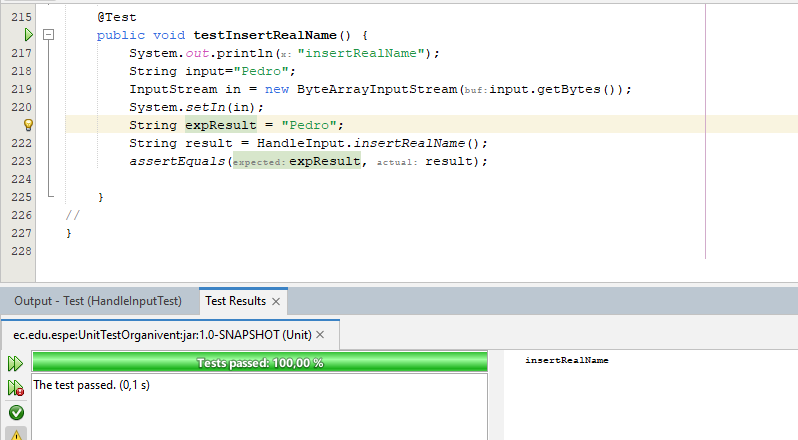 215 @Test
public void testInsertRealName() {
217 System.out.println(x: "insertRealName");
218 String input="Pedro";
219 InputStream in = new ByteArrayInputStream(buf:input.getBytes());
220 System.setIn(in);
String expResult = "Pedro";
222 String result = HandleInput.insertRealName();
223 assertEquals(expected: expResult, actual: result);
224
225 }
226 //
227 }
228
Output - Test (HandleInputTest) Test Results ×
ec.edu.espe:UnitTestOrganivent:jar:1.0-SNAPSHOT (Unit) ×
Tests passed: 100,00 %
insertRealName
The test passed. (0,1 s)